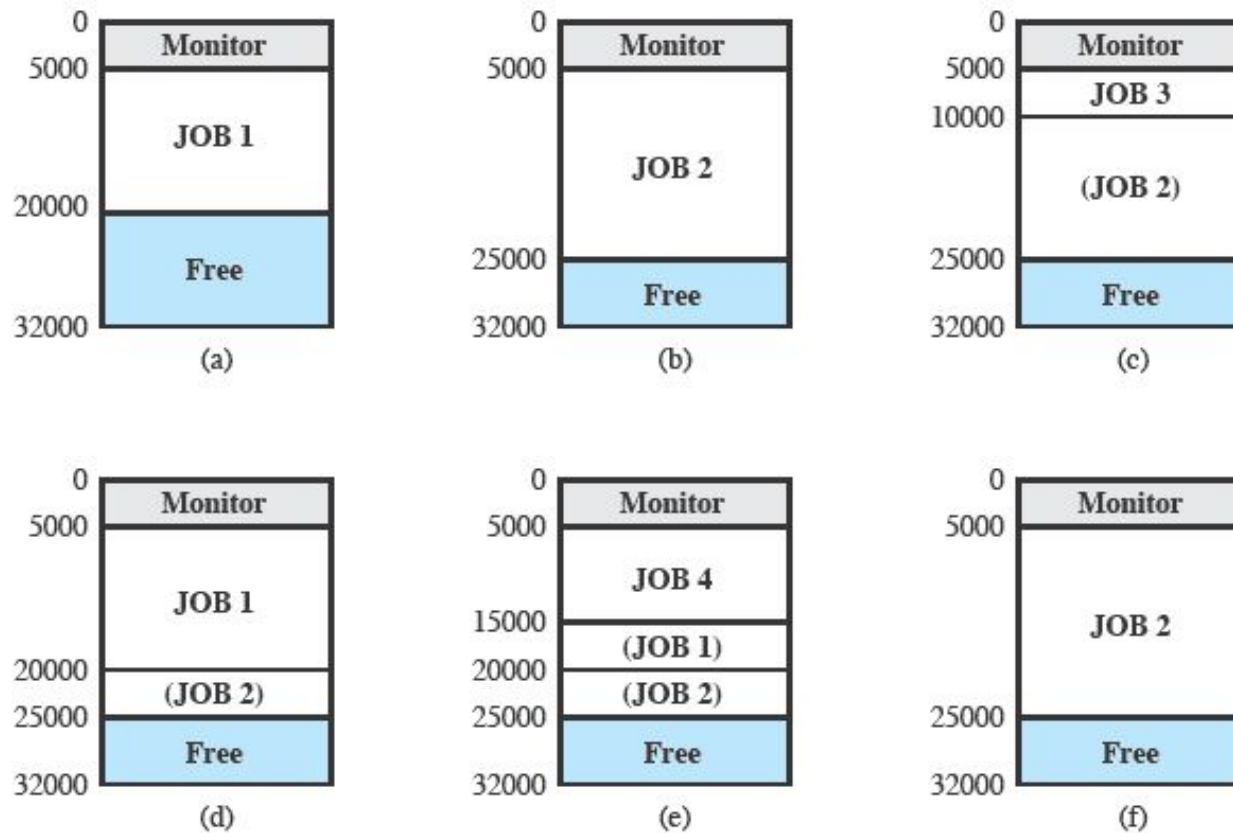 0
Monitor
5000
JOB 1
20000
Free
32000
(a)
0
Monitor
5000
JOB 2
25000
Free
32000
(b)
0
Monitor
5000
JOB 3
10000
(JOB 2)
25000
Free
32000
(c)
0
Monitor
5000
JOB 1
20000
(JOB 2)
25000
Free
32000
(d)
0
Monitor
5000
JOB 4
15000
(JOB 1)
20000
(JOB 2)
25000
Free
32000
(e)
0
Monitor
5000
JOB 2
25000
Free
32000
(f)